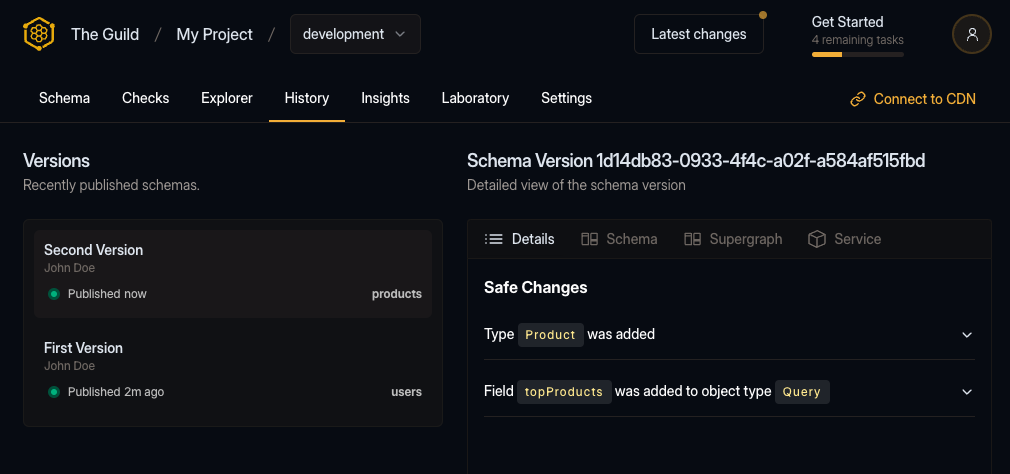 The Guild / My Project / development
Latest changes
Get Started
4 remaining tasks
Schema Checks Explorer History Insights Laboratory Settings
Connect to CDN
Versions
Recently published schemas.
Second Version
John Doe
Published now products
First Version
John Doe
Published 2m ago users
Schema Version 1d14db83-0933-4f4c-a02f-a584af515fbd
Detailed view of the schema version
Details Schema Supergraph Service
Safe Changes
Type Product was added
Field topProducts was added to object type Query